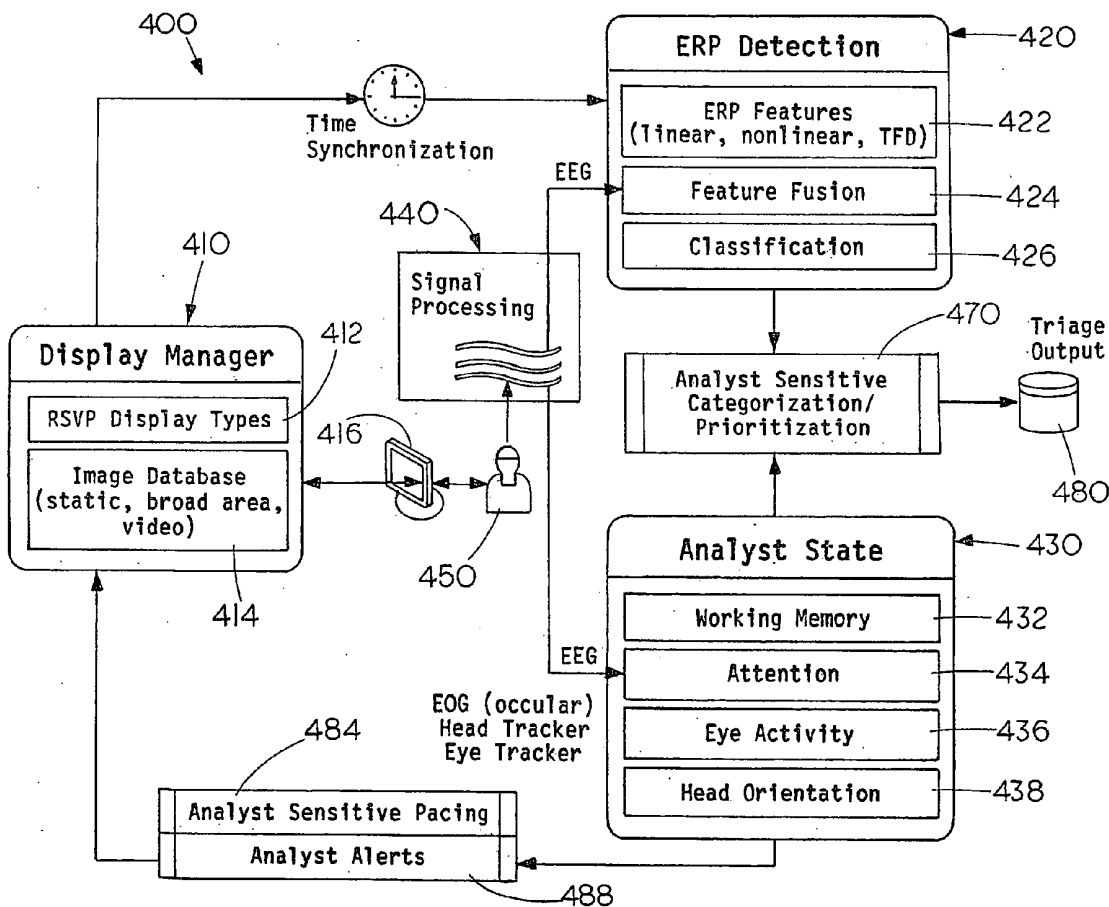 400
Time
Synchronization
ERP Detection
420
ERP Features
(linear, nonlinear, TFD)
422
Feature Fusion
424
Classification
426
EEG
440
Signal
Processing
410
Display Manager
412
RSVP Display Types
Image Database
(static, broad area,
video)
414
416
450
470
Analyst Sensitive
Categorization/
Prioritization
Triage
Output
480
Analyst State
430
Working Memory
432
EEG
Attention
434
EOG (occular)
Head Tracker
Eye Tracker
Eye Activity
436
Head Orientation
438
484
Analyst Sensitive Pacing
Analyst Alerts
488